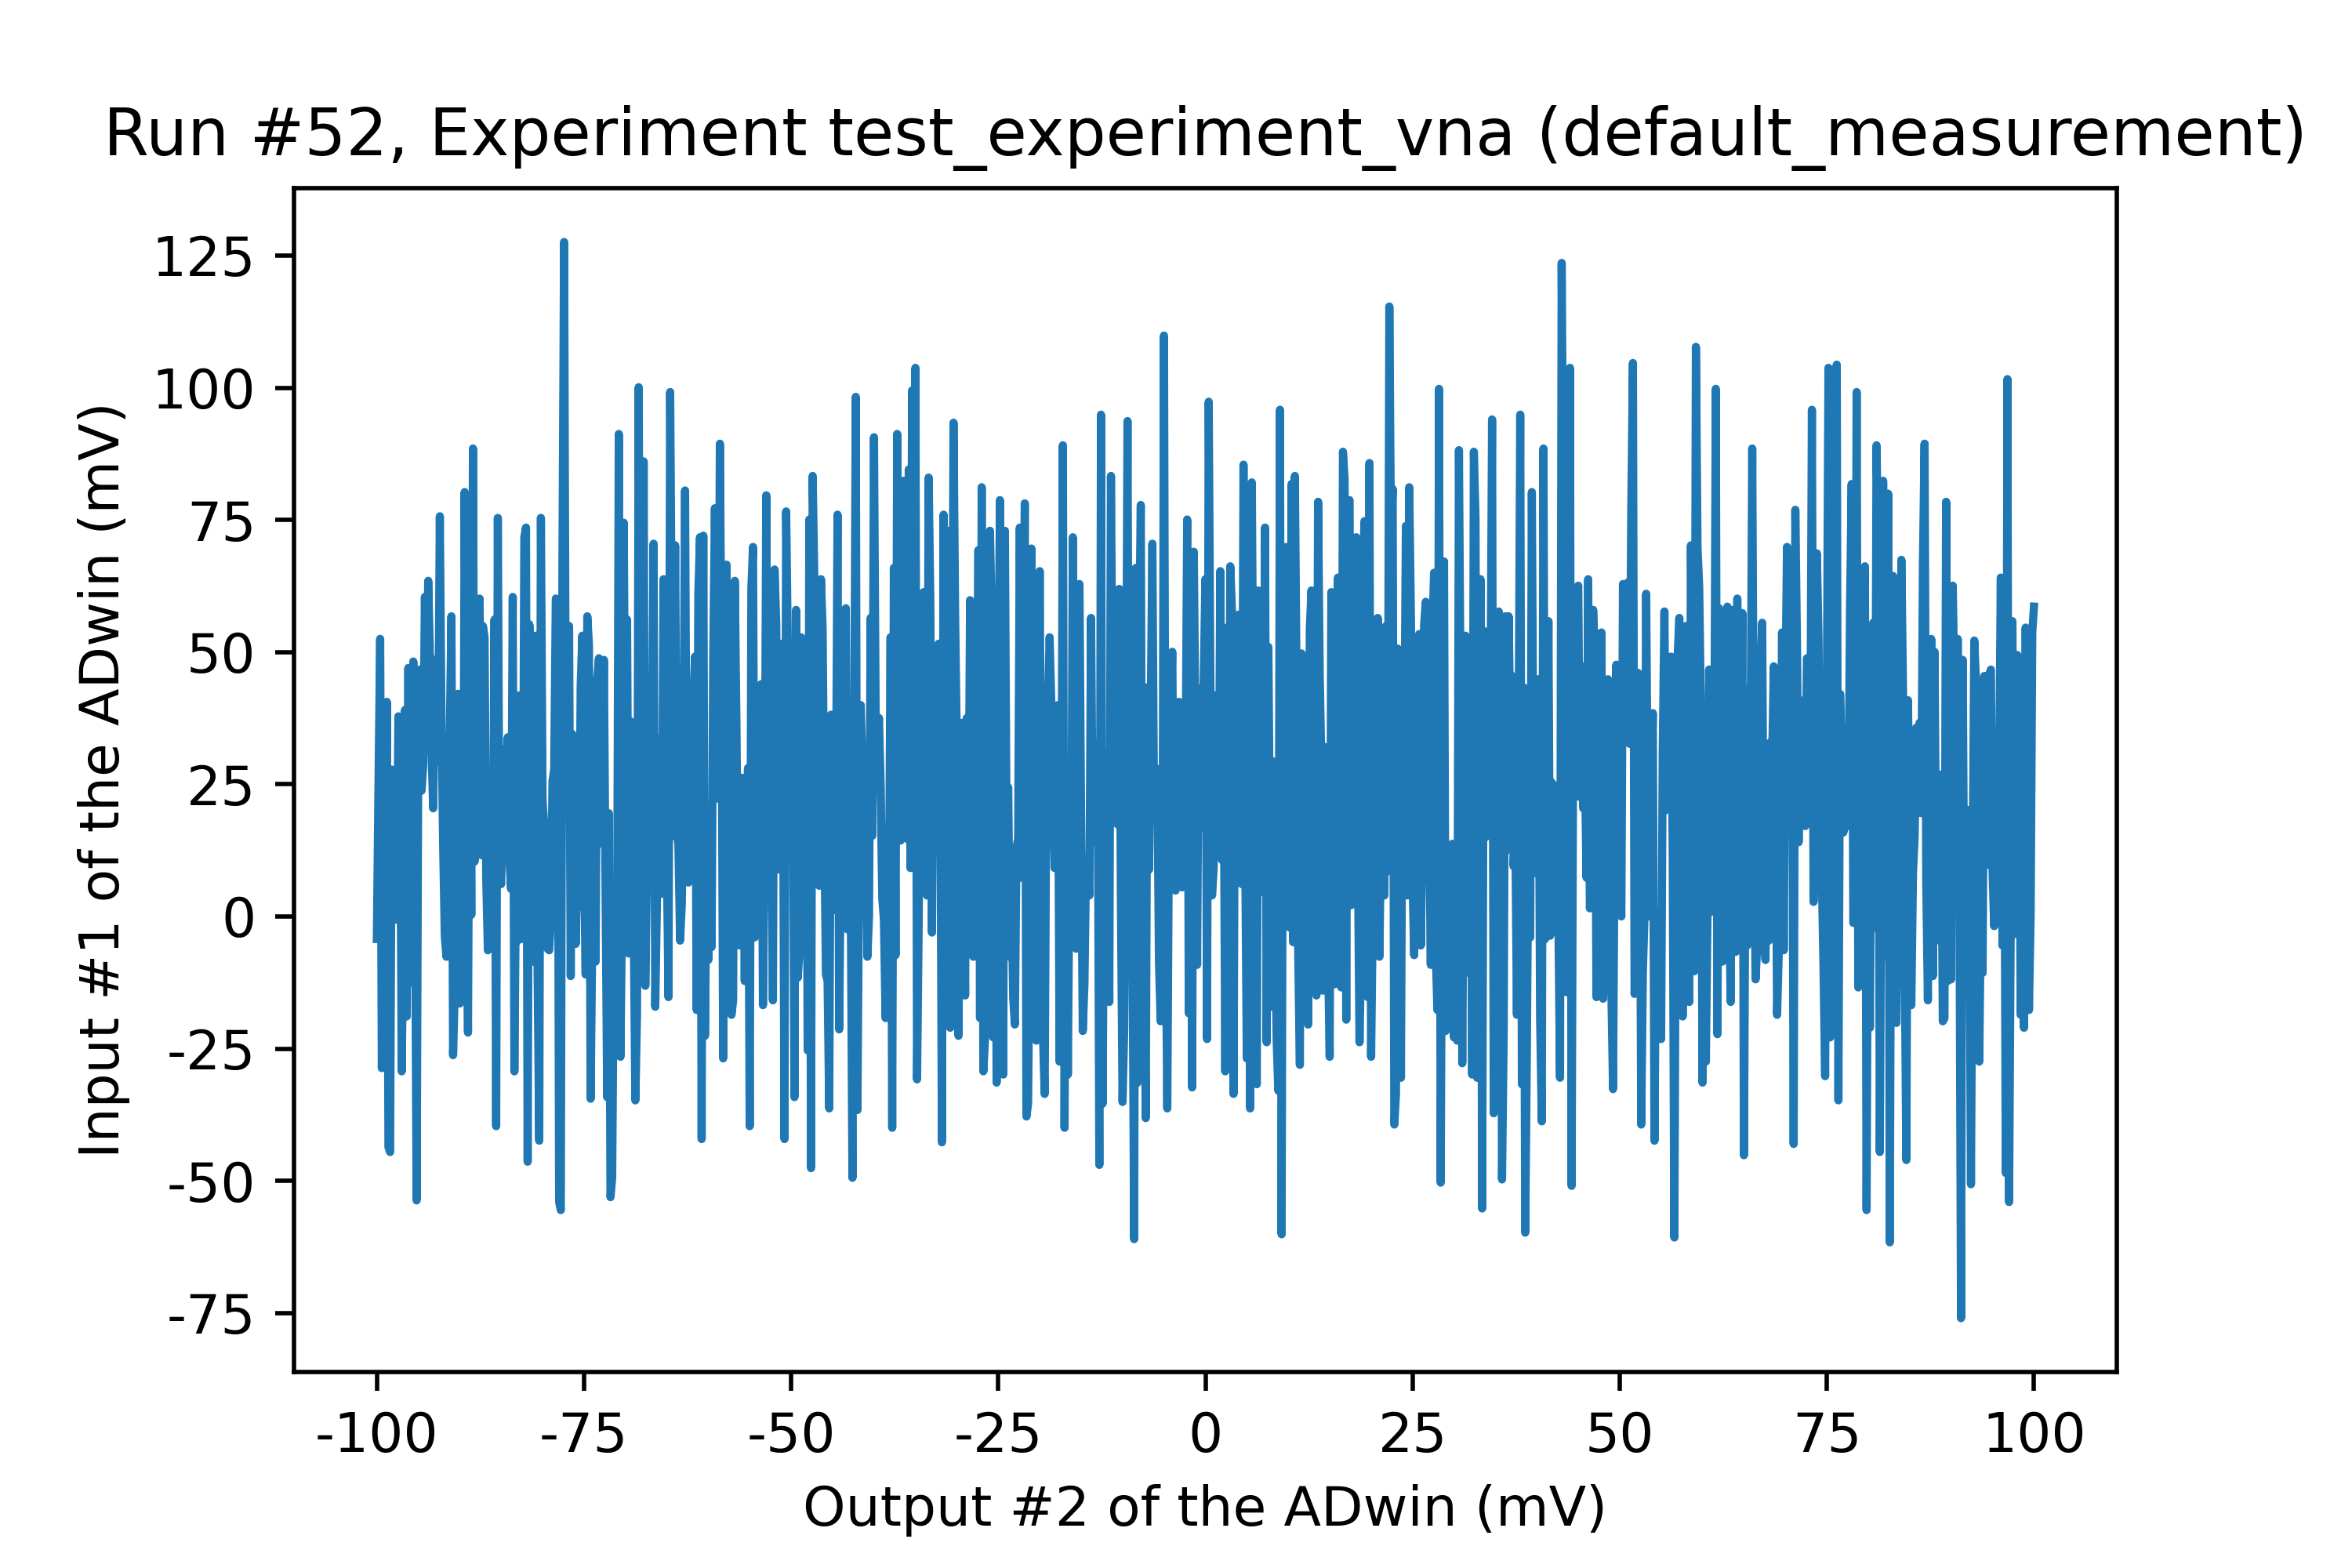 Run #52, Experiment test_experiment_vna (default_measurement)
125
100
75
50
25
0
-25
-50
-75
Input #1 of the ADwin (mV)
-100 -75 -50 -25 0 25 50 75 100
Output #2 of the ADwin (mV)